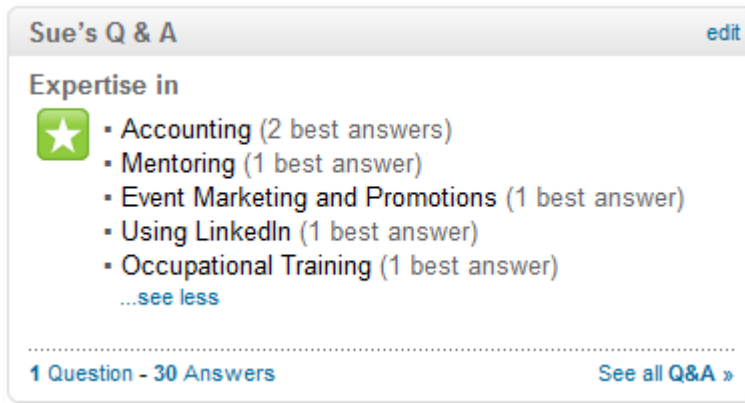 Sue's Q & A edit
Expertise in
▪ Accounting (2 best answers)
▪ Mentoring (1 best answer)
▪ Event Marketing and Promotions (1 best answer)
▪ Using LinkedIn (1 best answer)
▪ Occupational Training (1 best answer)
...see less
1 Question - 30 Answers See all Q&A »